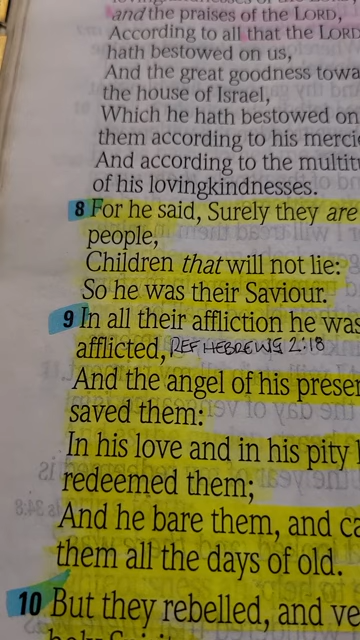 and the praises of the LORD,
According to all that the LORD
hath bestowed on us,
And the great goodness towa
the house of Israel,
Which he hath bestowed on
them according to his merci
And according to the multitu
of his lovingkindnesses.
8 For he said, Surely they are
people,
Children that will not lie:
So he was their Saviour.
9 In all their affliction he was
afflicted, REF HEBREWS 2:18
And the angel of his presen
saved them:
In his love and in his pity
redeemed them;
And he bare them, and ca
them all the days of old.
10 But they rebelled, and ve